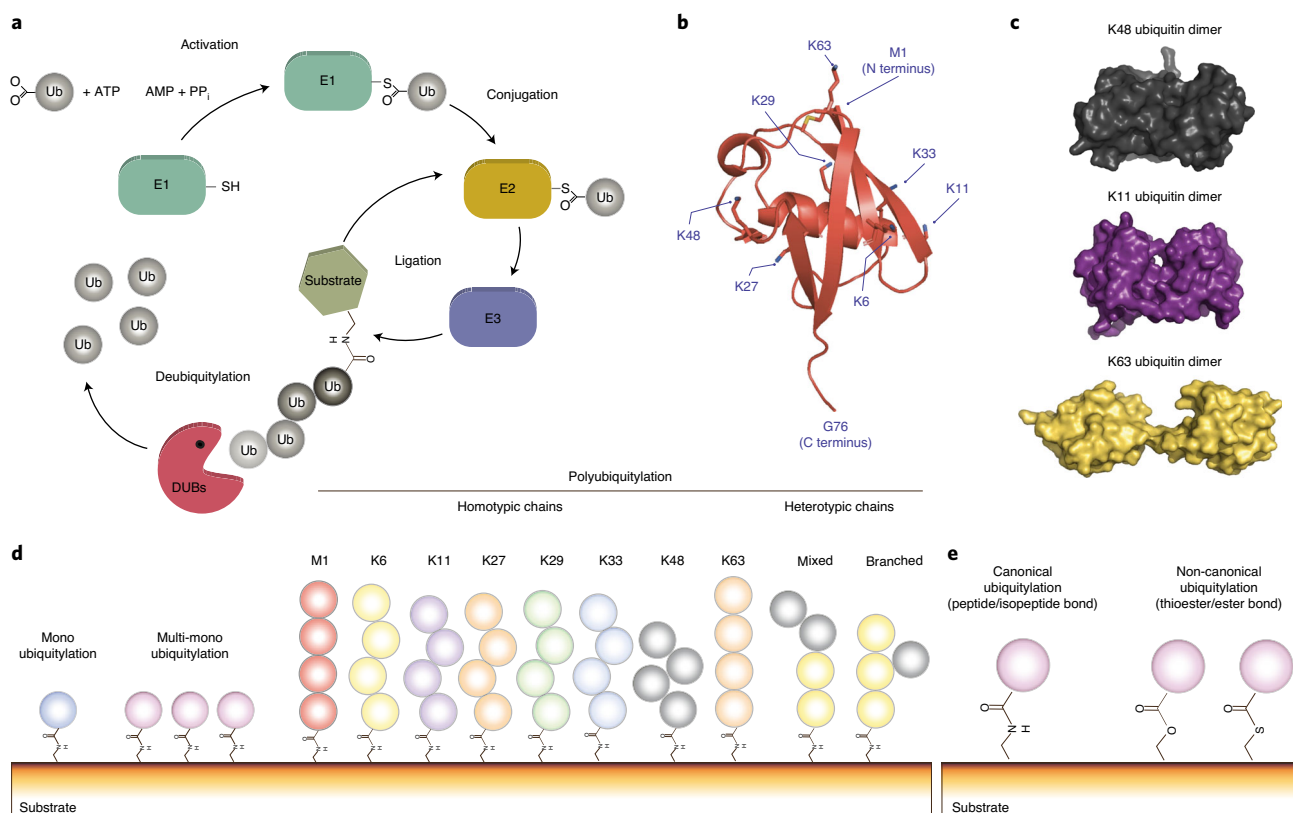 a
Activation
O
O
Ub
+ ATP
AMP + PPi
E1
S
O
Ub
Conjugation
E1
SH
E2
S
O
Ub
Ligation
Substrate
E3
H
N
O
Ub
Ub
Ub
Ub
Ub
Ub
Ub
Ub
Deubiquitylation
DUBs
b
K63
M1
(N terminus)
K29
K33
K11
K48
K27
K6
G76
(C terminus)
c
K48 ubiquitin dimer
K11 ubiquitin dimer
K63 ubiquitin dimer
Polyubiquitylation
Homotypic chains
Heterotypic chains
d
M1
K6
K11
K27
K29
K33
K48
K63
Mixed
Branched
Mono
ubiquitylation
Multi-mono
ubiquitylation
O
N
H
O
N
H
O
N
H
O
N
H
O
N
H
O
N
H
O
N
H
O
N
H
O
N
H
O
N
H
O
N
H
O
N
H
O
N
H
O
N
H
Substrate
e
Canonical
ubiquitylation
(peptide/isopeptide bond)
Non-canonical
ubiquitylation
(thioester/ester bond)
O
N
H
O
O
O
S
Substrate